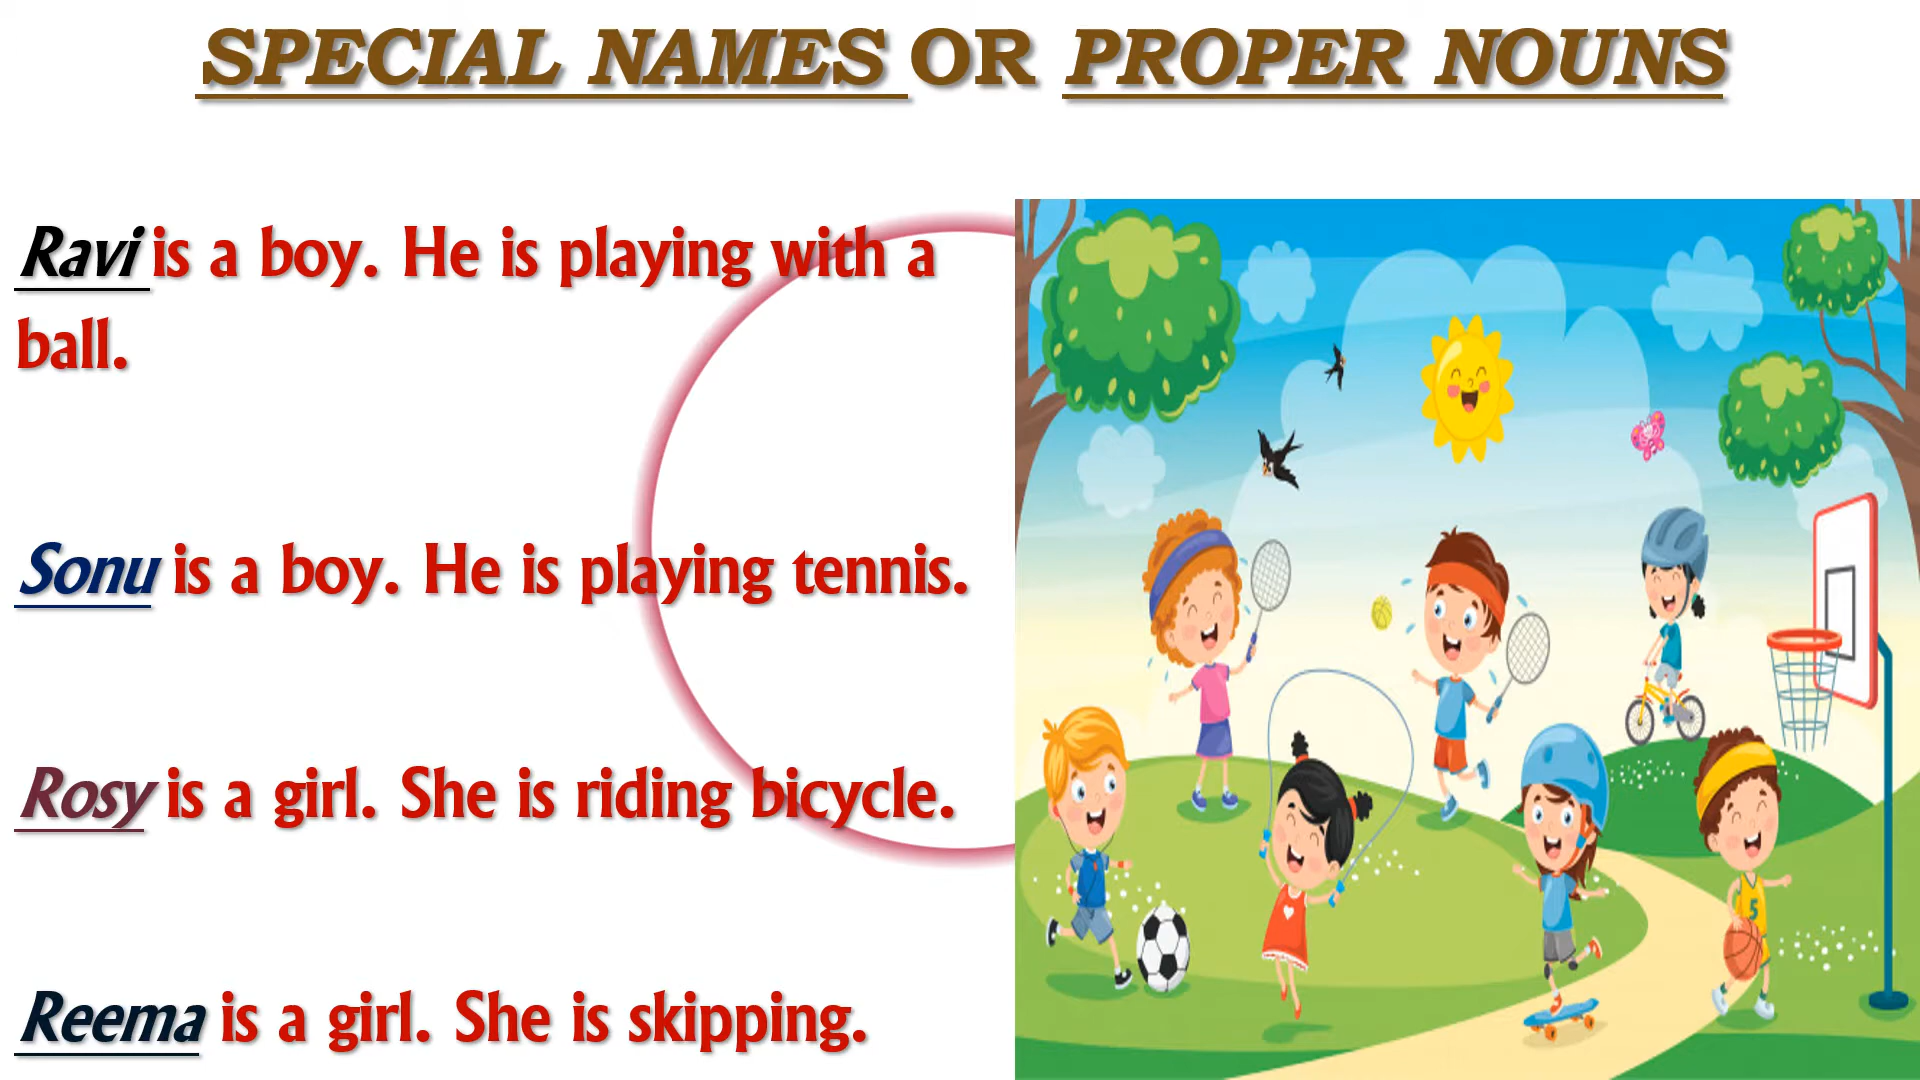 SPECIAL NAMES OR PROPER NOUNS
Ravi is a boy. He is playing with a
ball.
Sonu is a boy. He is playing tennis.
Rosy is a girl. She is riding bicycle.
Reema is a girl. She is skipping.
5